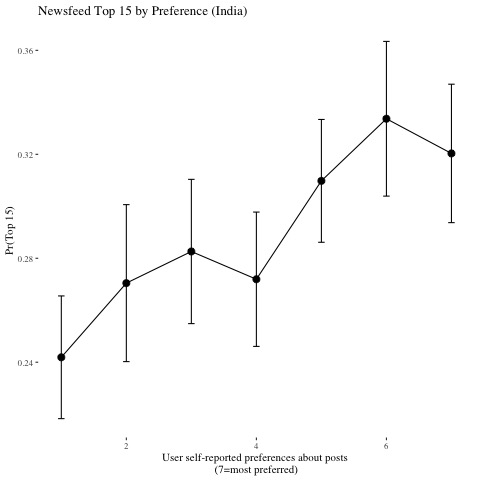 Newsfeed Top 15 by Preference (India)
0.36
0.32
0.28
0.24
Pr(Top 15)
2 4 6
User self-reported preferences about posts
(7=most preferred)